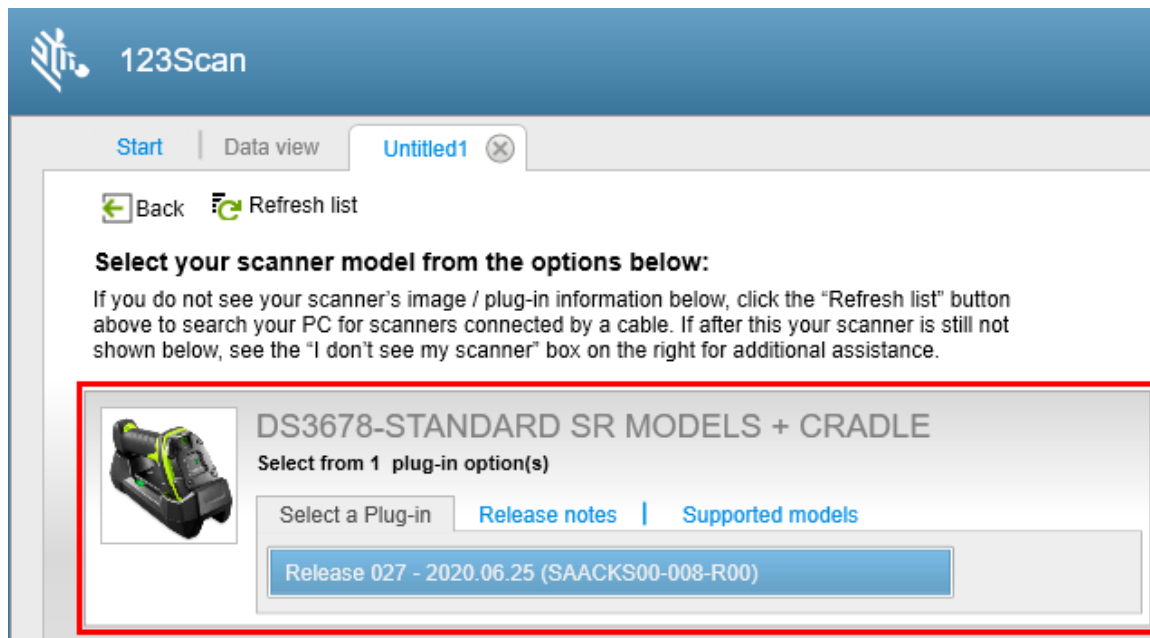 123Scan
Start | Data view Untitled1
Back Refresh list
Select your scanner model from the options below:
If you do not see your scanner's image / plug-in information below, click the “Refresh list” button
above to search your PC for scanners connected by a cable. If after this your scanner is still not
shown below, see the “I don't see my scanner” box on the right for additional assistance.
DS3678-STANDARD SR MODELS + CRADLE
Select from 1 plug-in option(s)
Select a Plug-in Release notes | Supported models
Release 027 - 2020.06.25 (SAACKS00-008-R00)